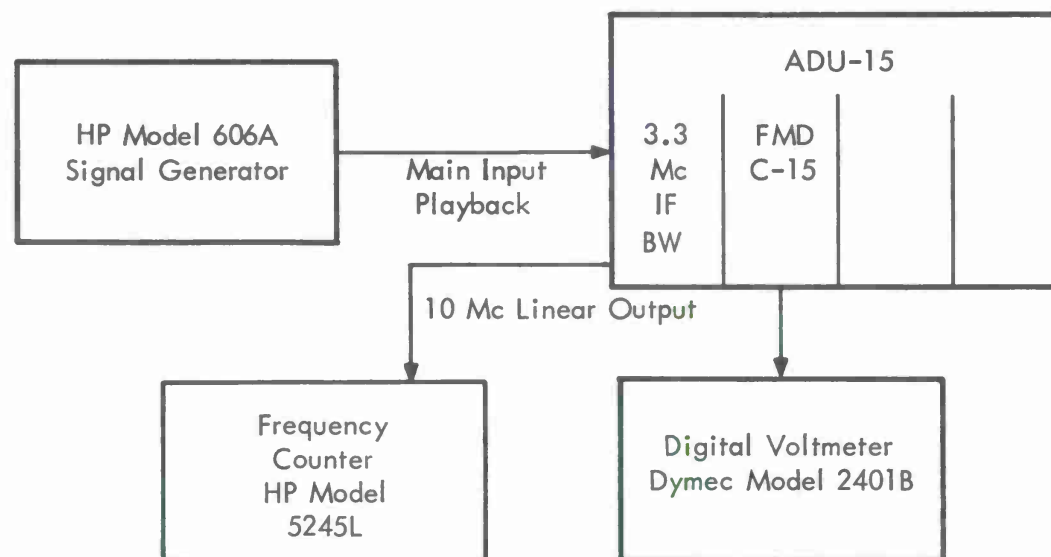 HP Model 606A
Signal Generator
Main Input
Playback
ADU-15
3.3
Mc
IF
BW
FMD
C-15
10 Mc Linear Output
Frequency
Counter
HP Model
5245L
Digital Voltmeter
Dymec Model 2401B